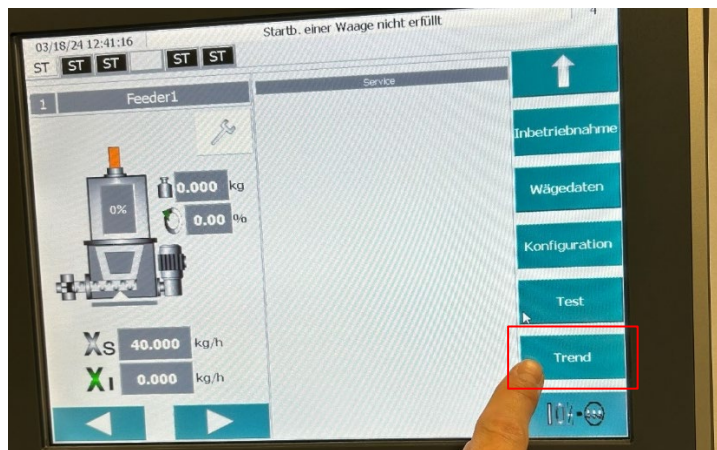 03/18/24 12:41:16
Startb. einer Waage nicht erfüllt
4
ST ST ST ST ST
1 Feeder1
Service
Inbetriebnahme
0.000 kg
Wägedaten
0%
0.00 %
Konfiguration
Test
XS 40.000 kg/h
Trend
XI 0.000 kg/h